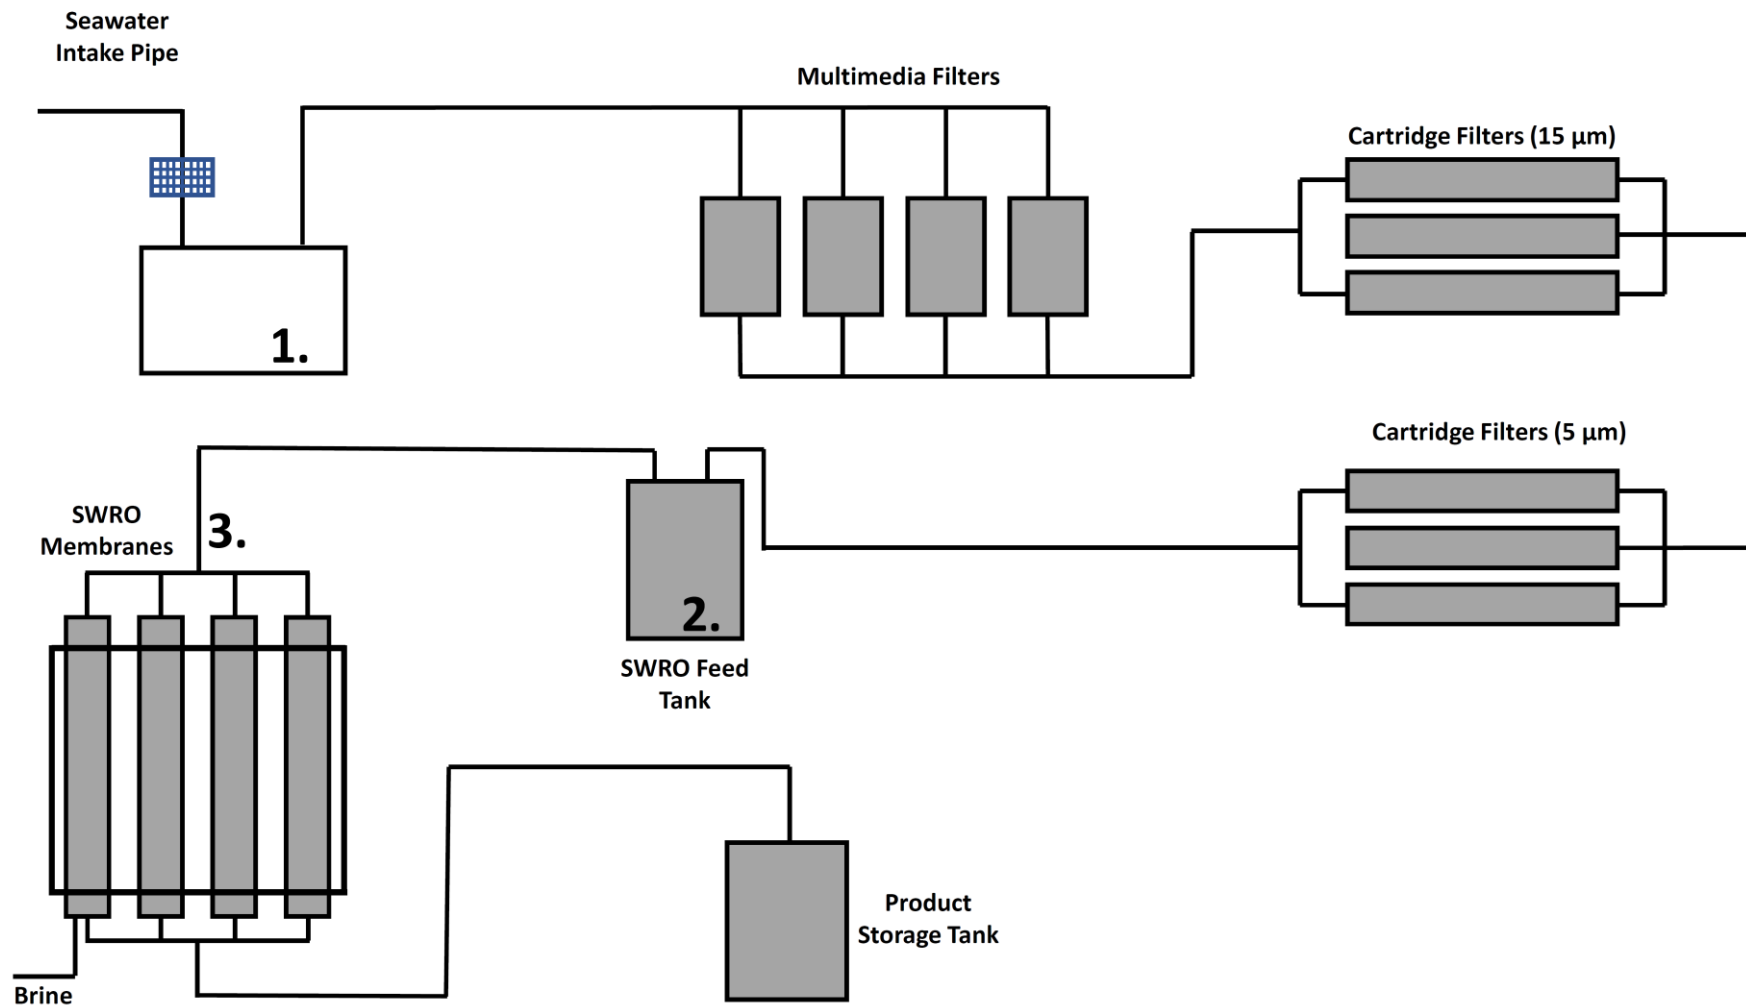 Seawater
Intake Pipe
Multimedia Filters
Cartridge Filters (15 µm)
1.
Cartridge Filters (5 µm)
SWRO
Membranes
3.
2.
SWRO Feed
Tank
Product
Storage Tank
Brine